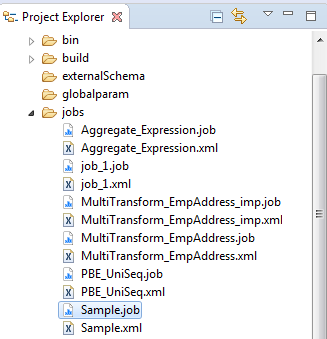 Project Explorer
bin
build
externalSchema
globalparam
jobs
Aggregate_Expression.job
Aggregate_Expression.xml
job_1.job
job_1.xml
MultiTransform_EmpAddress_imp.job
MultiTransform_EmpAddress_imp.xml
MultiTransform_EmpAddress.job
MultiTransform_EmpAddress.xml
PBE_UniSeq.job
PBE_UniSeq.xml
Sample.job
Sample.xml